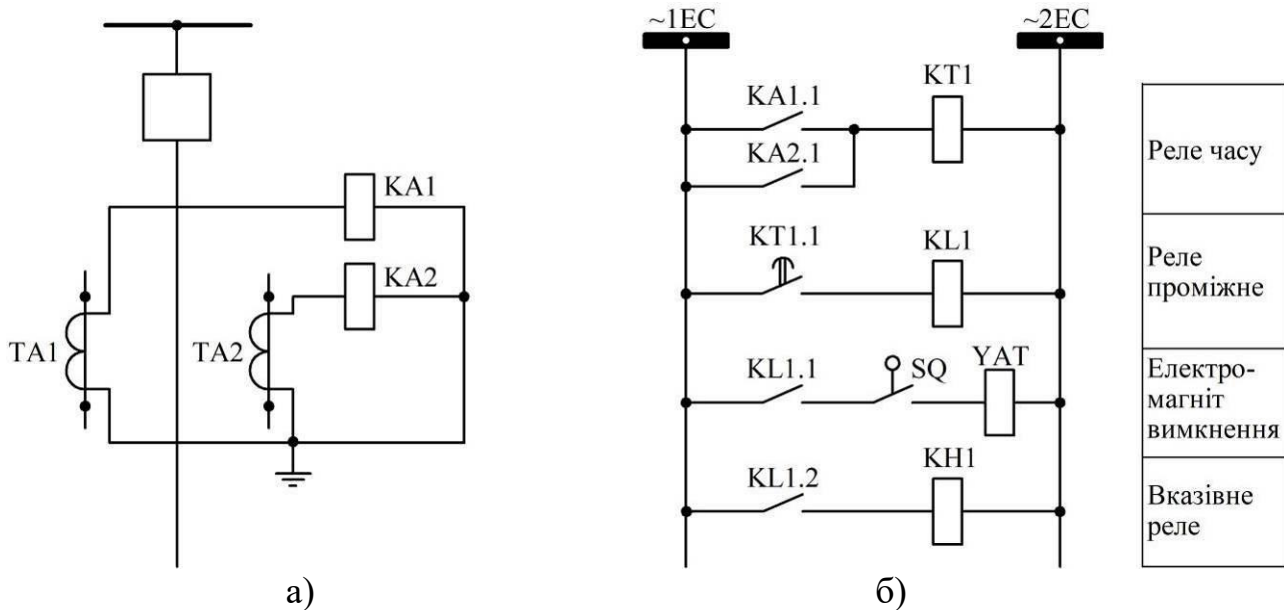 KA1
KA2
TA1
TA2
а)
~1EC
~2EC
KA1.1
KT1
KA2.1
Реле часу
KT1.1
KL1
Реле
проміжне
KL1.1
SQ
YAT
Електро-
магніт
вимкнення
KL1.2
KH1
Вказівне
реле
б)